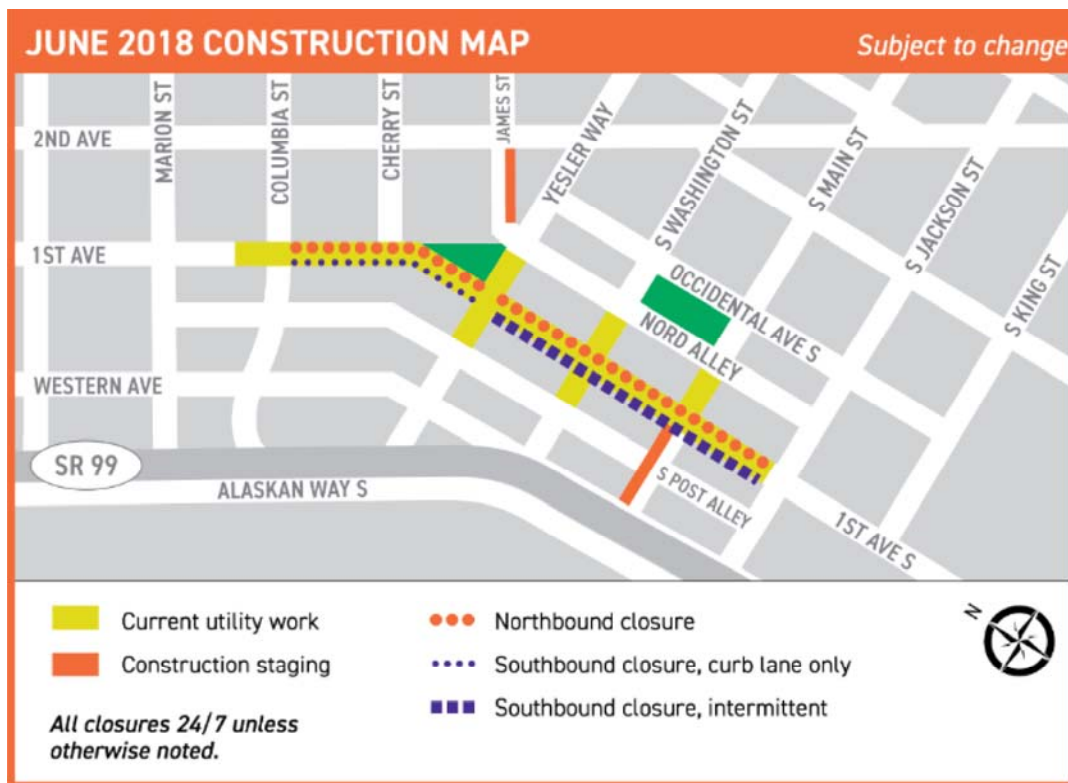 JUNE 2018 CONSTRUCTION MAP
Subject to change
2ND AVE
MARION ST
COLUMBIA ST
CHERRY ST
JAMES ST
YESLER WAY
S WASHINGTON ST
S MAIN ST
S JACKSON ST
S KING ST
1ST AVE
OCCIDENTAL AVE S
NORD ALLEY
WESTERN AVE
SR 99
ALASKAN WAY S
S POST ALLEY
1ST AVE S
Current utility work
Construction staging
All closures 24/7 unless
otherwise noted.
Northbound closure
Southbound closure, curb lane only
Southbound closure, intermittent
N